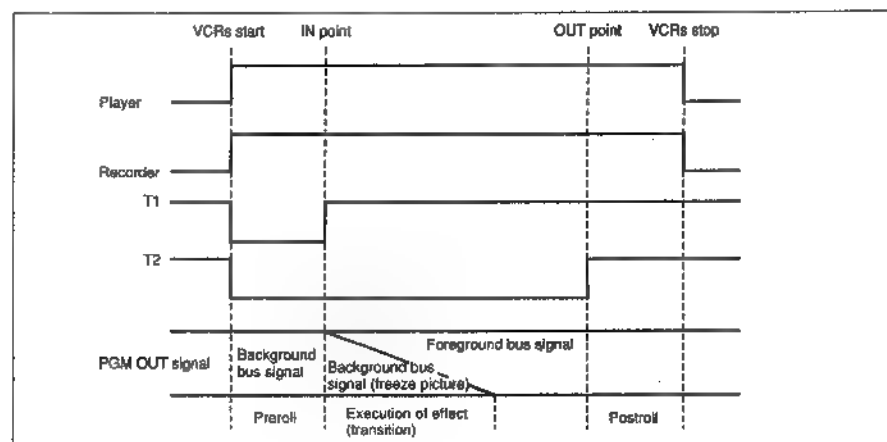 VCRs start IN point OUT point VCRs stop
Player
Recorder
T1
T2
Foreground bus signal
PGM OUT signal
Background
bus signal
Background bus
signal (freeze picture)
Preroll
Execution of effect
(transition)
Postroll